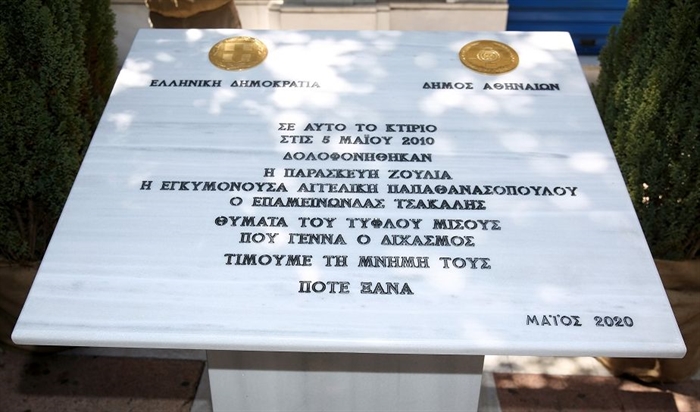 ΕΛΛΗΝΙΚΗ ΔΗΜΟΚΡΑΤΙΑ
ΔΗΜΟΣ ΑΘΗΝΑΙΩΝ
ΣΕ ΑΥΤΟ ΤΟ ΚΤΙΡΙΟ
ΣΤΙΣ 5 ΜΑΪΟΥ 2010
ΔΟΛΟΦΟΝΗΘΗΚΑΝ
Η ΠΑΡΑΣΚΕΥΗ ΖΟΥΛΙΑ
Η ΕΓΚΥΜΟΝΟΥΣΑ ΑΓΓΕΛΙΚΗ ΠΑΠΑΘΑΝΑΣΟΠΟΥΛΟΥ
Ο ΕΠΑΜΕΙΝΩΝΔΑΣ ΤΣΑΚΑΛΗΣ
ΘΥΜΑΤΑ ΤΟΥ ΤΥΦΛΟΥ ΜΙΣΟΥΣ
ΠΟΥ ΓΕΝΝΑ Ο ΔΙΧΑΣΜΟΣ
ΤΙΜΟΥΜΕ ΤΗ ΜΝΗΜΗ ΤΟΥΣ
ΠΟΤΕ ΞΑΝΑ
ΜΑΪΟΣ 2020